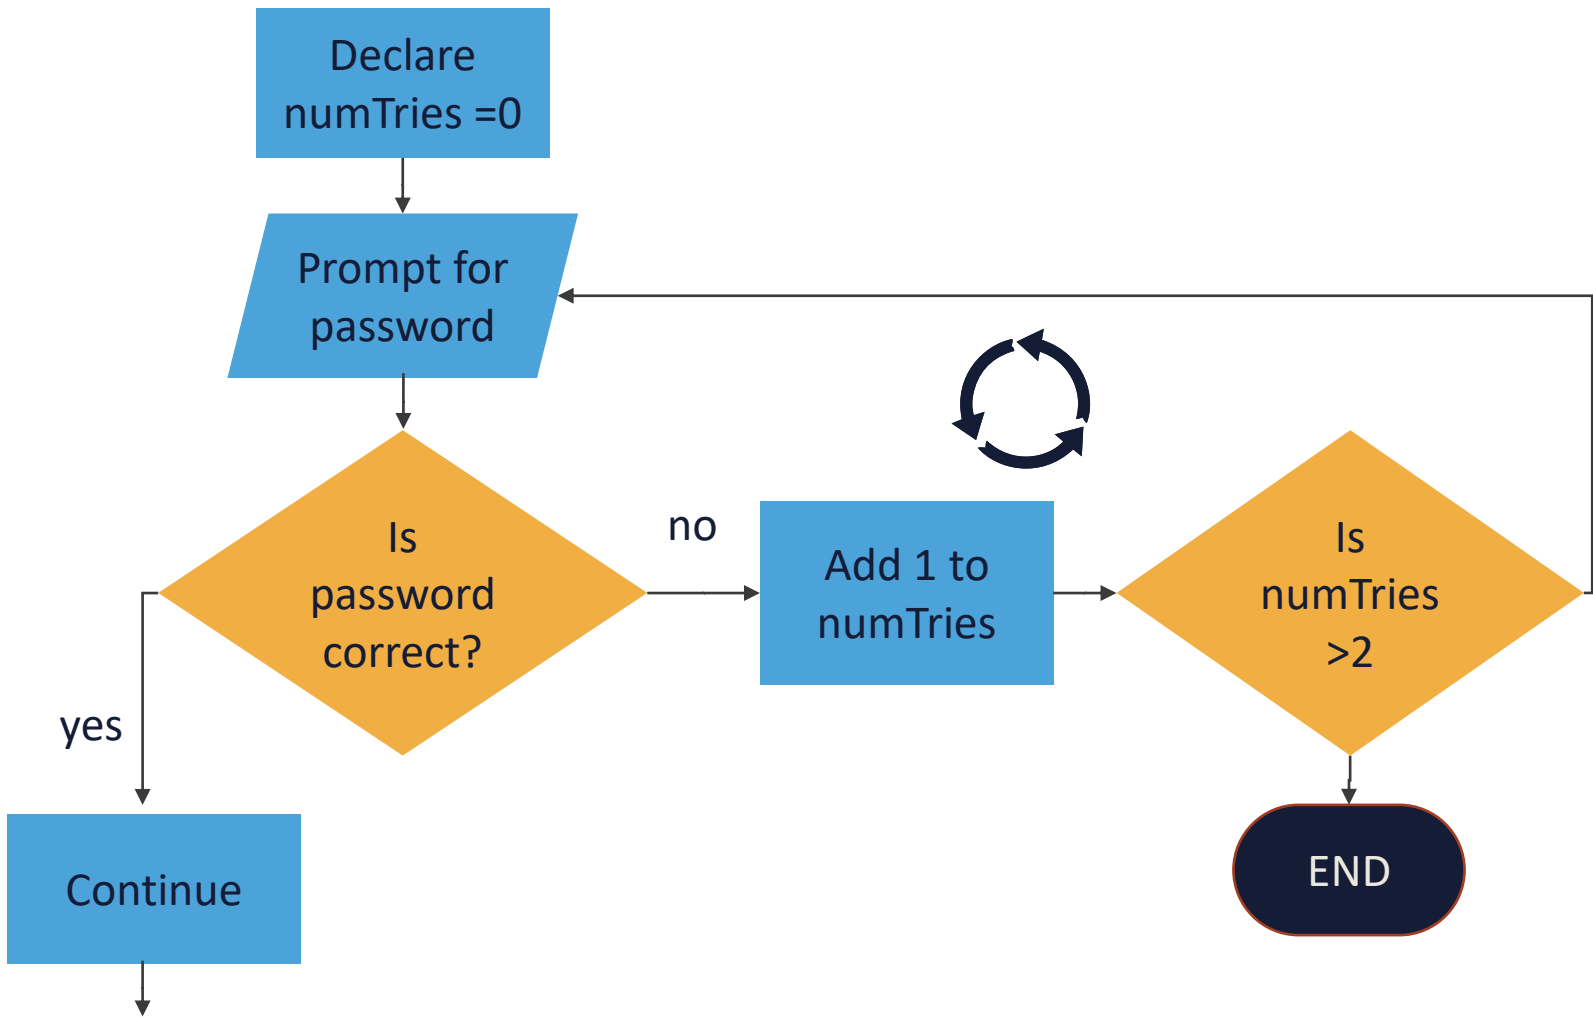 Declare
numTries =0
Prompt for
password
Is
password
correct?
no
Add 1 to
numTries
Is
numTries
>2
yes
Continue
END